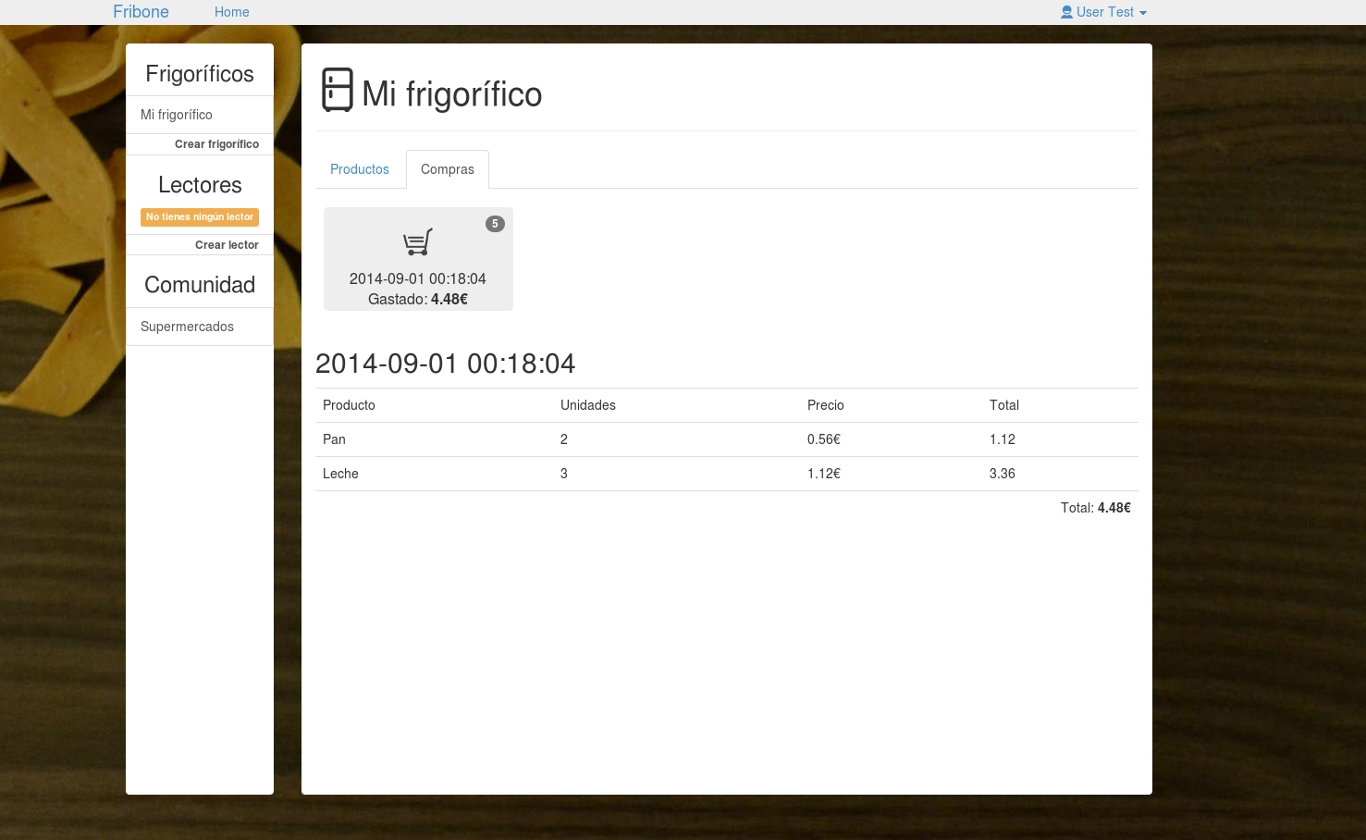 Fribone Home User Test
Frigoríficos
Mi frigorífico
Crear frigorífico
Lectores
No tienes ningún lector
Crear lector
Comunidad
Supermercados
Mi frigorífico
Productos Compras
5
2014-09-01 00:18:04
Gastado: 4.48€
2014-09-01 00:18:04
Producto Unidades Precio Total
Pan 2 0.56€ 1.12
Leche 3 1.12€ 3.36
Total: 4.48€